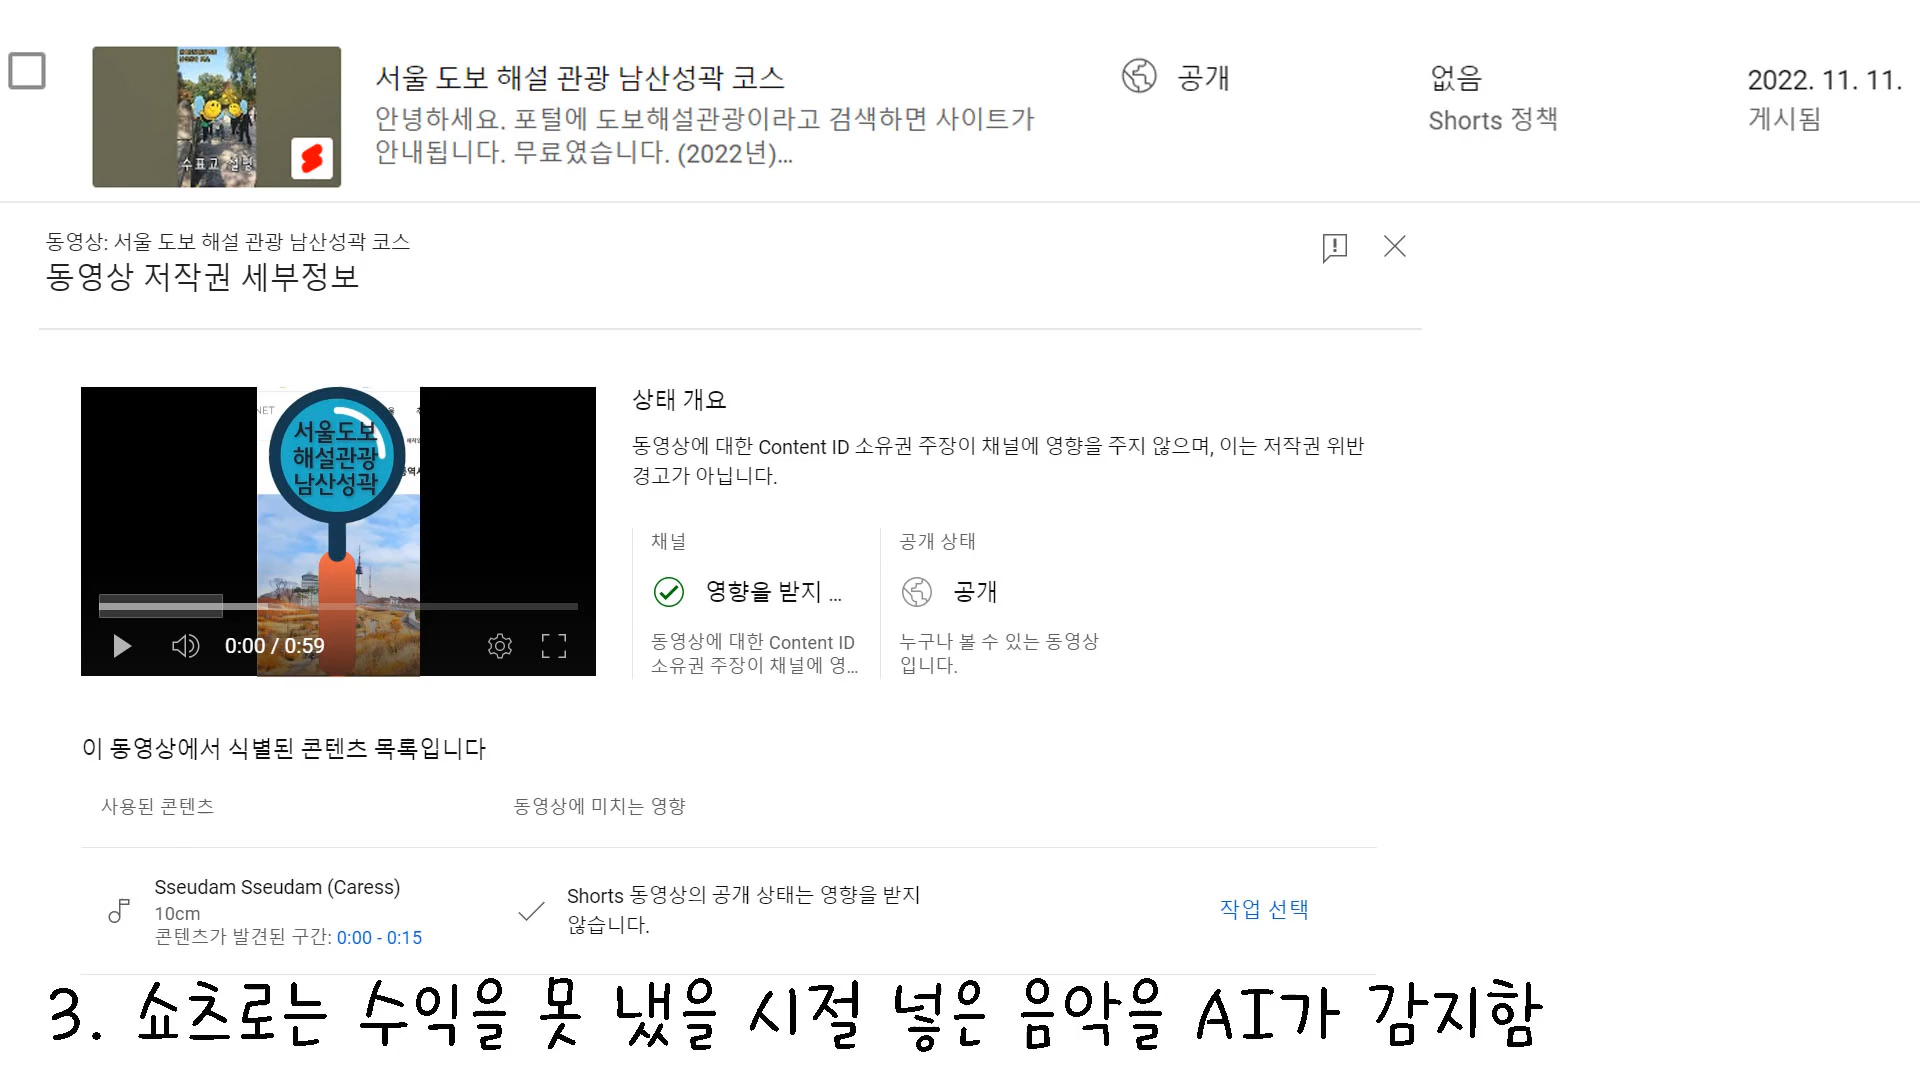 수표교 설명
서울 도보 해설 관광 남산성곽 코스
안녕하세요. 포털에 도보해설관광이라고 검색하면 사이트가
안내됩니다. 무료였습니다. (2022년)...
공개
없음
Shorts 정책
2022. 11. 11.
게시됨
동영상: 서울 도보 해설 관광 남산성곽 코스
동영상 저작권 세부정보
서울도보
해설관광
남산성곽
0:00 / 0:59
상태 개요
동영상에 대한 Content ID 소유권 주장이 채널에 영향을 주지 않으며, 이는 저작권 위반
경고가 아닙니다.
채널
영향을 받지 ...
동영상에 대한 Content ID
소유권 주장이 채널에 영...
공개 상태
공개
누구나 볼 수 있는 동영상
입니다.
이 동영상에서 식별된 콘텐츠 목록입니다
사용된 콘텐츠
동영상에 미치는 영향
Sseudam Sseudam (Caress)
10cm
콘텐츠가 발견된 구간: 0:00 - 0:15
Shorts 동영상의 공개 상태는 영향을 받지
않습니다.
작업 선택
3. 쇼츠로는 수익을 못 냈을 시절 넣은 음악을 AI가 감지함